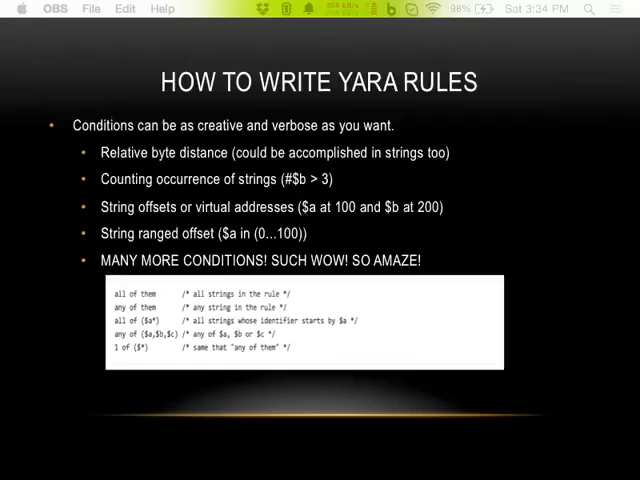 OBS File Edit Help 98% Sat 3:34 PM
HOW TO WRITE YARA RULES
• Conditions can be as creative and verbose as you want.
• Relative byte distance (could be accomplished in strings too)
• Counting occurrence of strings (#$b > 3)
• String offsets or virtual addresses ($a at 100 and $b at 200)
• String ranged offset ($a in (0...100))
• MANY MORE CONDITIONS! SUCH WOW! SO AMAZE!
all of them /* all strings in the rule */
any of them /* any string in the rule */
all of ($a*) /* all strings whose identifier starts by $a */
any of ($a,$b,$c) /* any of $a, $b or $c */
1 of ($*) /* same that "any of them" */